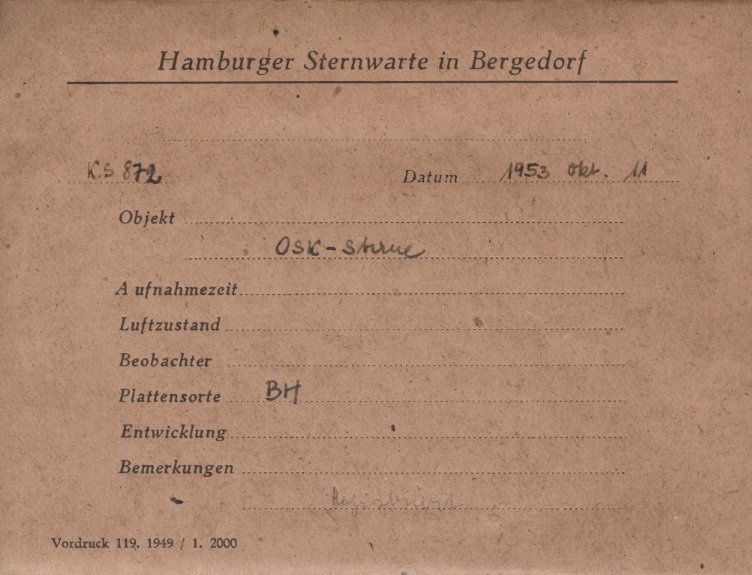 Hamburger Sternwarte in Bergedorf
KS 872 Datum 1953 Okt. 11
Objekt
OSK-Sterne
Aufnahmezeit
Luftzustand
Beobachter
Plattensorte BH
Entwicklung
Bemerkungen
Registriert
Vordruck 119. 1949 / 1. 2000